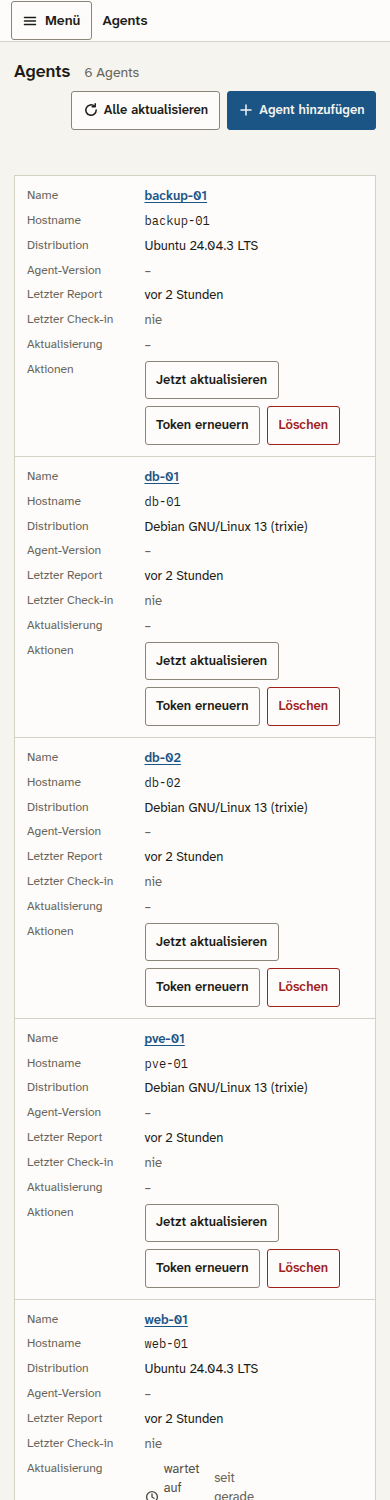 Menü Agents
Agents 6 Agents
Alle aktualisieren Agent hinzufügen
Name backup-01
Hostname backup-01
Distribution Ubuntu 24.04.3 LTS
Agent-Version –
Letzter Report vor 2 Stunden
Letzter Check-in nie
Aktualisierung –
Aktionen Jetzt aktualisieren
Token erneuern Löschen
Name db-01
Hostname db-01
Distribution Debian GNU/Linux 13 (trixie)
Agent-Version –
Letzter Report vor 2 Stunden
Letzter Check-in nie
Aktualisierung –
Aktionen Jetzt aktualisieren
Token erneuern Löschen
Name db-02
Hostname db-02
Distribution Debian GNU/Linux 13 (trixie)
Agent-Version –
Letzter Report vor 2 Stunden
Letzter Check-in nie
Aktualisierung –
Aktionen Jetzt aktualisieren
Token erneuern Löschen
Name pve-01
Hostname pve-01
Distribution Debian GNU/Linux 13 (trixie)
Agent-Version –
Letzter Report vor 2 Stunden
Letzter Check-in nie
Aktualisierung –
Aktionen Jetzt aktualisieren
Token erneuern Löschen
Name web-01
Hostname web-01
Distribution Ubuntu 24.04.3 LTS
Agent-Version –
Letzter Report vor 2 Stunden
Letzter Check-in nie
Aktualisierung wartet
auf seit
gerade